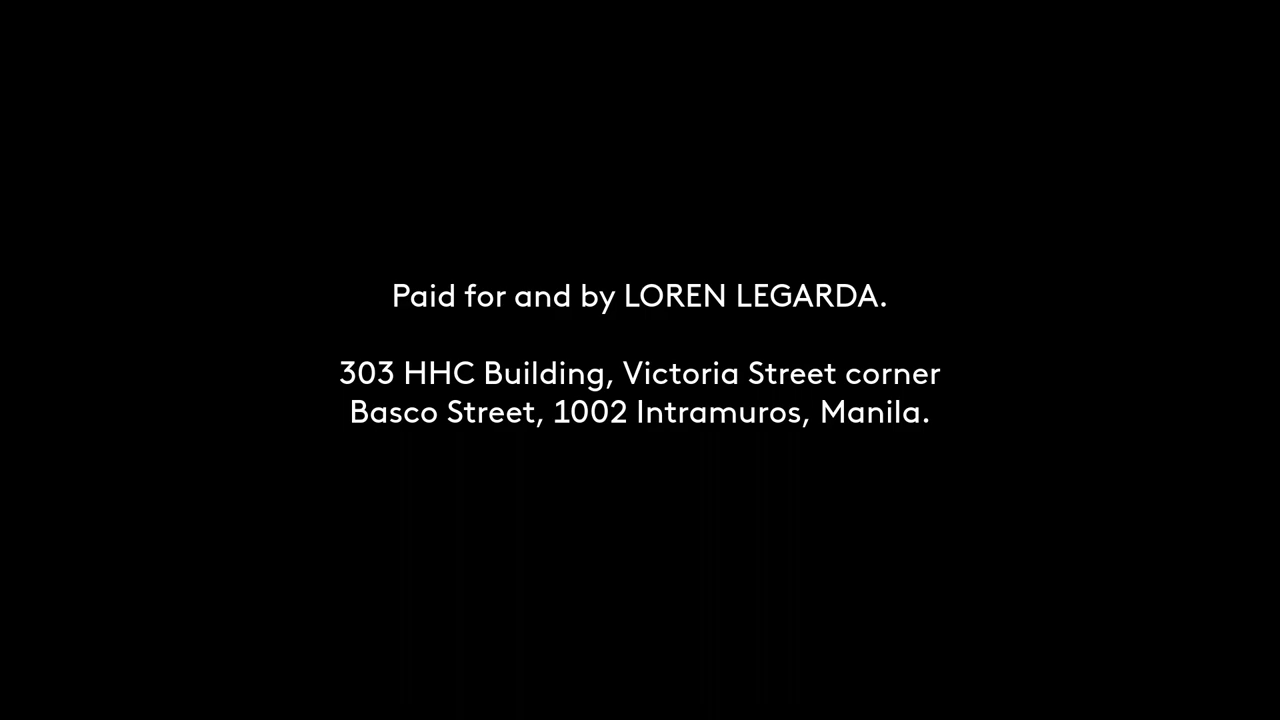 Paid for and by LOREN LEGARDA.
303 HHC Building, Victoria Street corner
Basco Street, 1002 Intramuros, Manila.